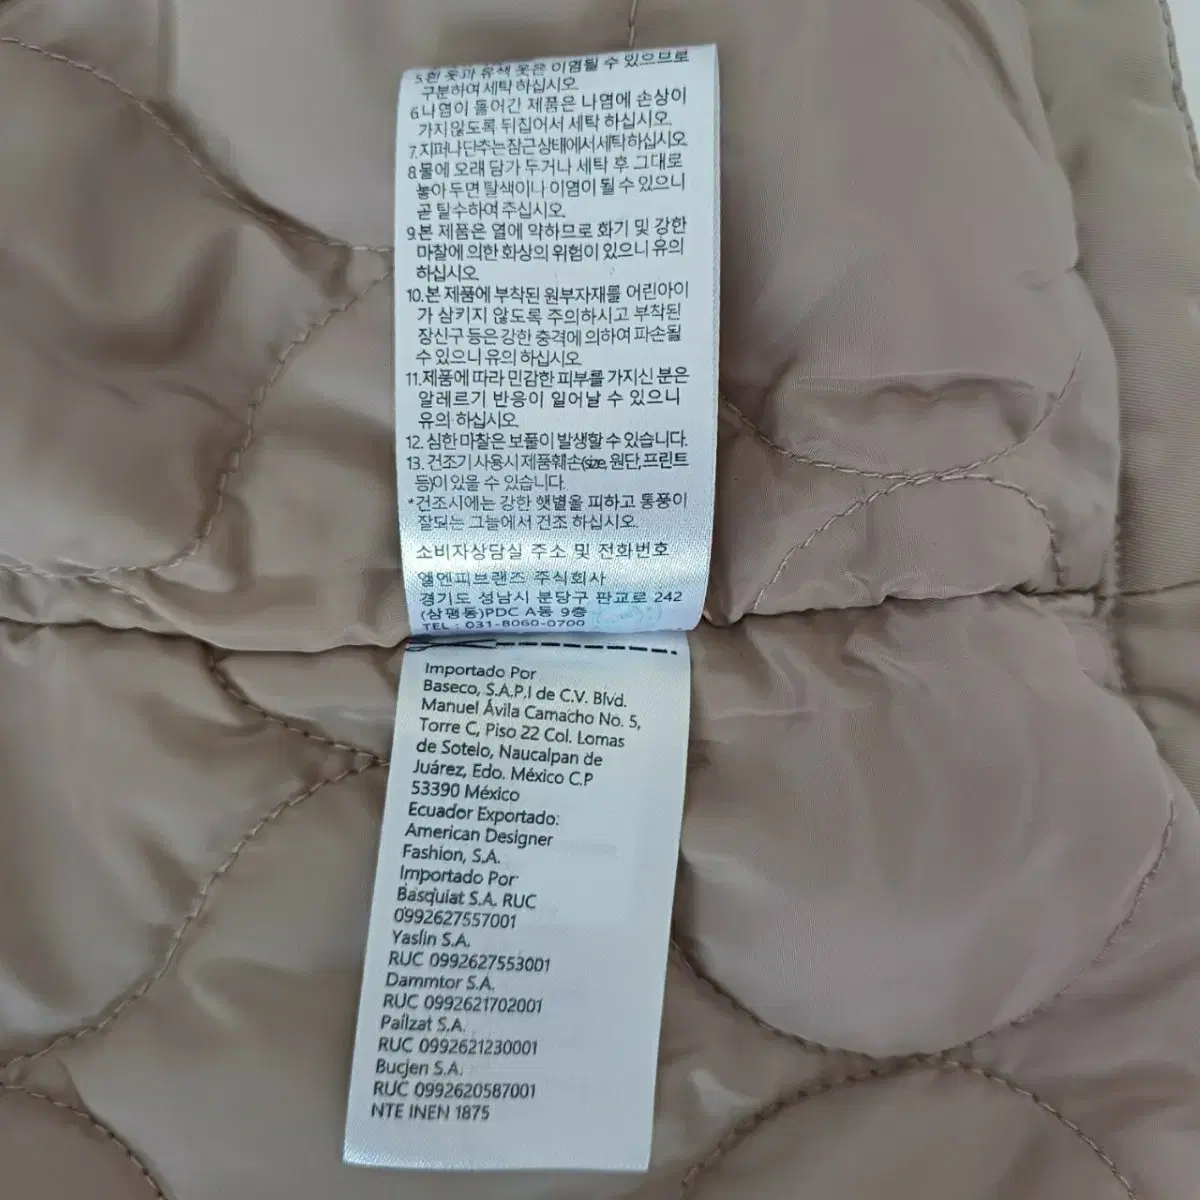 5.흰 옷과 유색 옷은 이염될 수 있으므로
구분하여 세탁 하십시오.
6.나염이 들어간 제품은 나염에 손상이
가지 않도록 뒤집어서 세탁 하십시오.
7.지퍼나 단추는 잠근상태에서 세탁하십시오.
8.물에 오래 담가 두거나 세탁 후 그대로
놓아 두면 탈색이나 이염이 될 수 있으니
곧 탈수하여 주십시오.
9.본 제품은 열에 약하므로 화기 및 강한
마찰에 의한 화상의 위험이 있으니 유의
하십시오.
10.본 제품에 부착된 원부자재를 어린아이
가 삼키지 않도록 주의하시고 부착된
장신구 등은 강한 충격에 의하여 파손될
수 있으니 유의 하십시오.
11.제품에 따라 민감한 피부를 가지신 분은
알레르기 반응이 일어날 수 있으니
유의 하십시오.
12. 심한 마찰은 보풀이 발생할 수 있습니다.
13. 건조기 사용시 제품훼손(size, 원단, 프린트
등)이 있을 수 있습니다.
*건조시에는 강한 햇볕을 피하고 통풍이
잘되는 그늘에서 건조 하십시오.
소비자상담실 주소 및 전화번호
엘엔피브랜즈 주식회사
경기도 성남시 분당구 판교로 242
(삼평동)PDC A동 9층
TEL : 031-8060-0700
Importado Por
Baseco, S.A.P.I de C.V. Blvd.
Manuel Ávila Camacho No. 5,
Torre C, Piso 22 Col. Lomas
de Sotelo, Naucalpan de
Juárez, Edo. México C.P
53390 México
Ecuador Exportado:
American Designer
Fashion, S.A.
Importado Por
Basquiat S.A. RUC
0992627557001
Yaslin S.A.
RUC 0992627553001
Dammtor S.A.
RUC 0992621702001
Pailzat S.A.
RUC 0992621230001
Bucjen S.A.
RUC 0992620587001
NTE INEN 1875